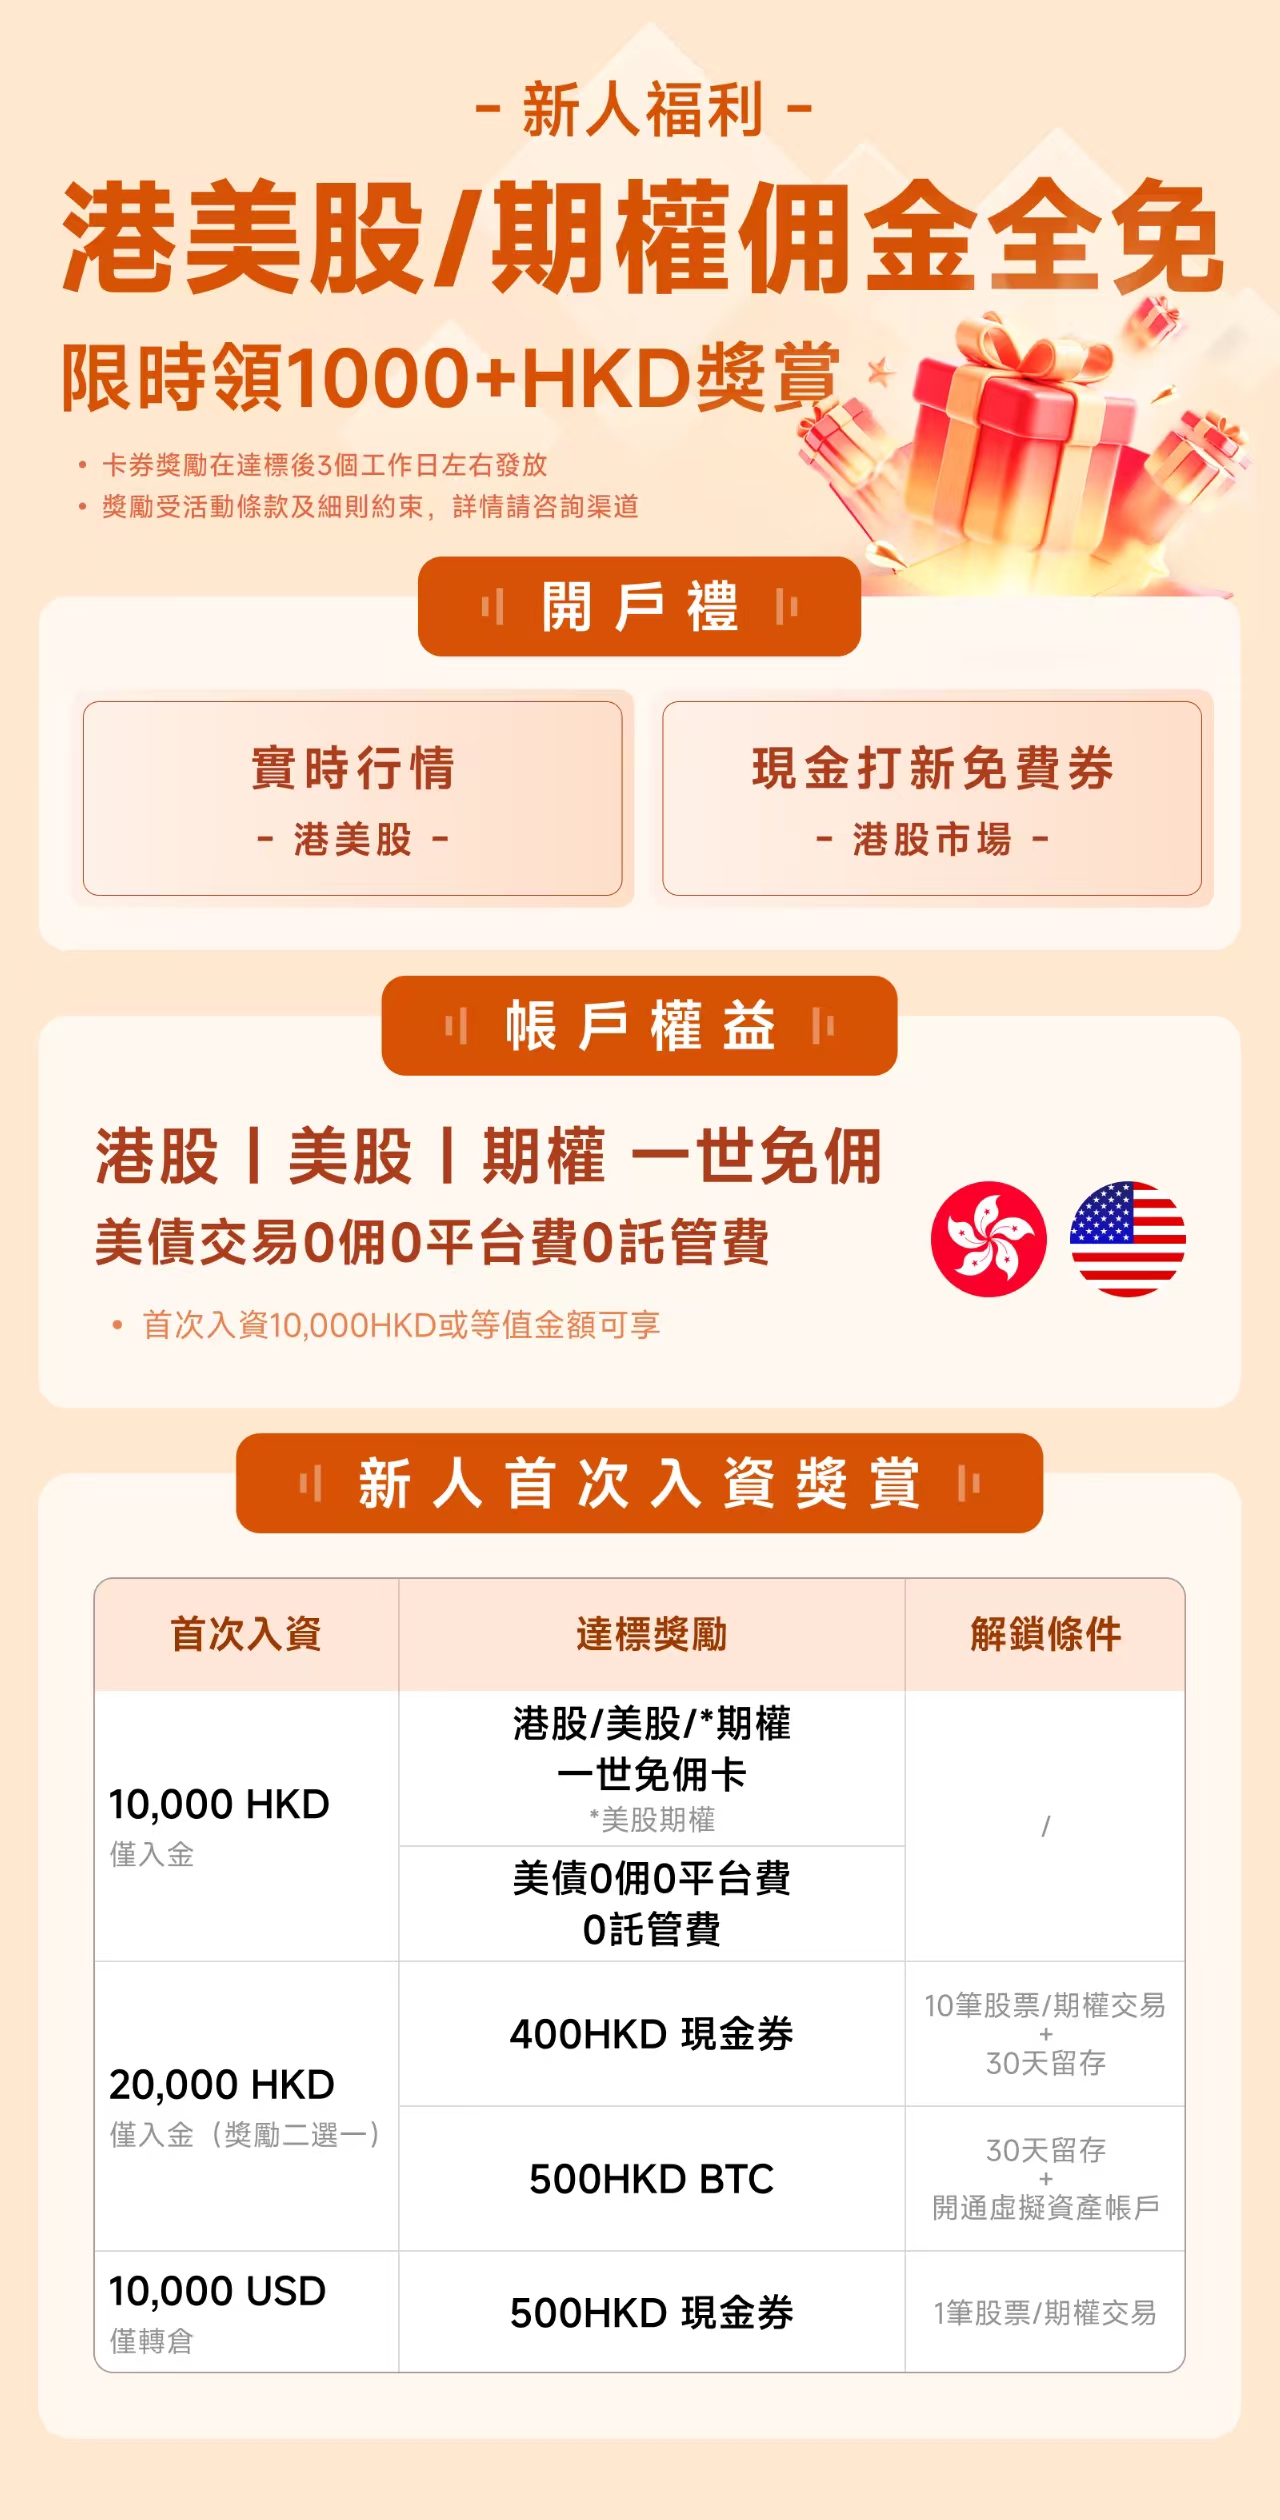 - 新人福利 -
港美股/期權佣金全免
限時領1000+HKD獎賞
• 卡券獎勵在達標後3個工作日左右發放
• 獎勵受活動條款及細則約束，詳情請咨詢渠道
開戶禮
實時行情
- 港美股 -
現金打新免費券
- 港股市場 -
帳戶權益
港股 | 美股 | 期權 一世免佣
美債交易0佣0平台費0託管費
• 首次入資10,000HKD或等值金額可享
新人首次入資獎賞
首次入資
達標獎勵
解鎖條件
10,000 HKD
僅入金
港股/美股/*期權
一世免佣卡
*美股期權
/
美債0佣0平台費
0託管費
20,000 HKD
僅入金（獎勵二選一）
400HKD 現金券
10筆股票/期權交易
+
30天留存
500HKD BTC
30天留存
+
開通虛擬資產帳戶
10,000 USD
僅轉倉
500HKD 現金券
1筆股票/期權交易